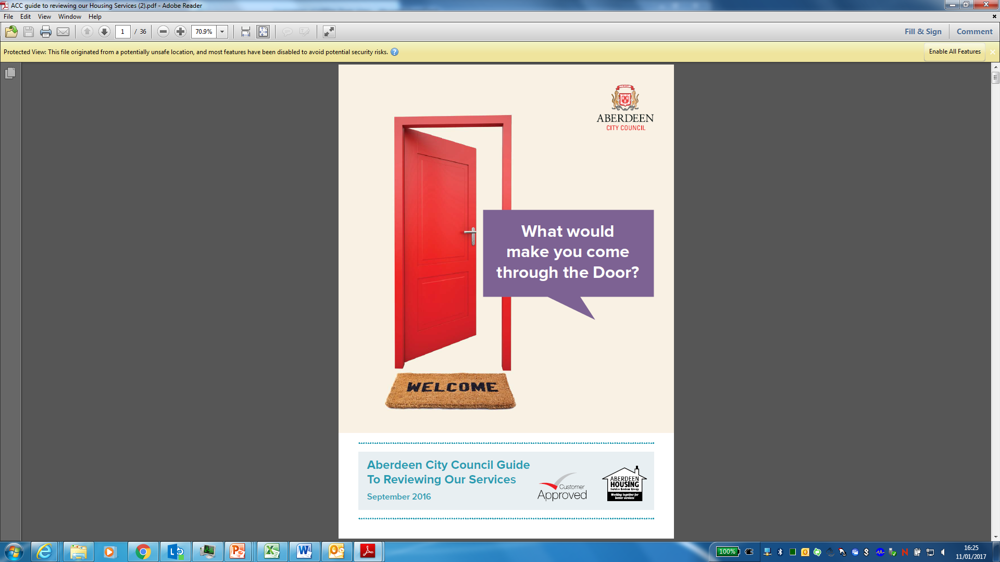 ACC guide to reviewing our Housing Services (2).pdf - Adobe Reader
File Edit View Window Help
1 / 36 70.9% Fill & Sign Comment
Protected View: This file originated from a potentially unsafe location, and most features have been disabled to avoid potential security risks. Enable All Features
ABERDEEN
CITY COUNCIL
What would
make you come
through the Door?
WELCOME
Aberdeen City Council Guide
To Reviewing Our Services
September 2016
Customer
Approved
ABERDEEN
HOUSING
Service Review Group
Working together for
better services
100%
16:25
11/01/2017